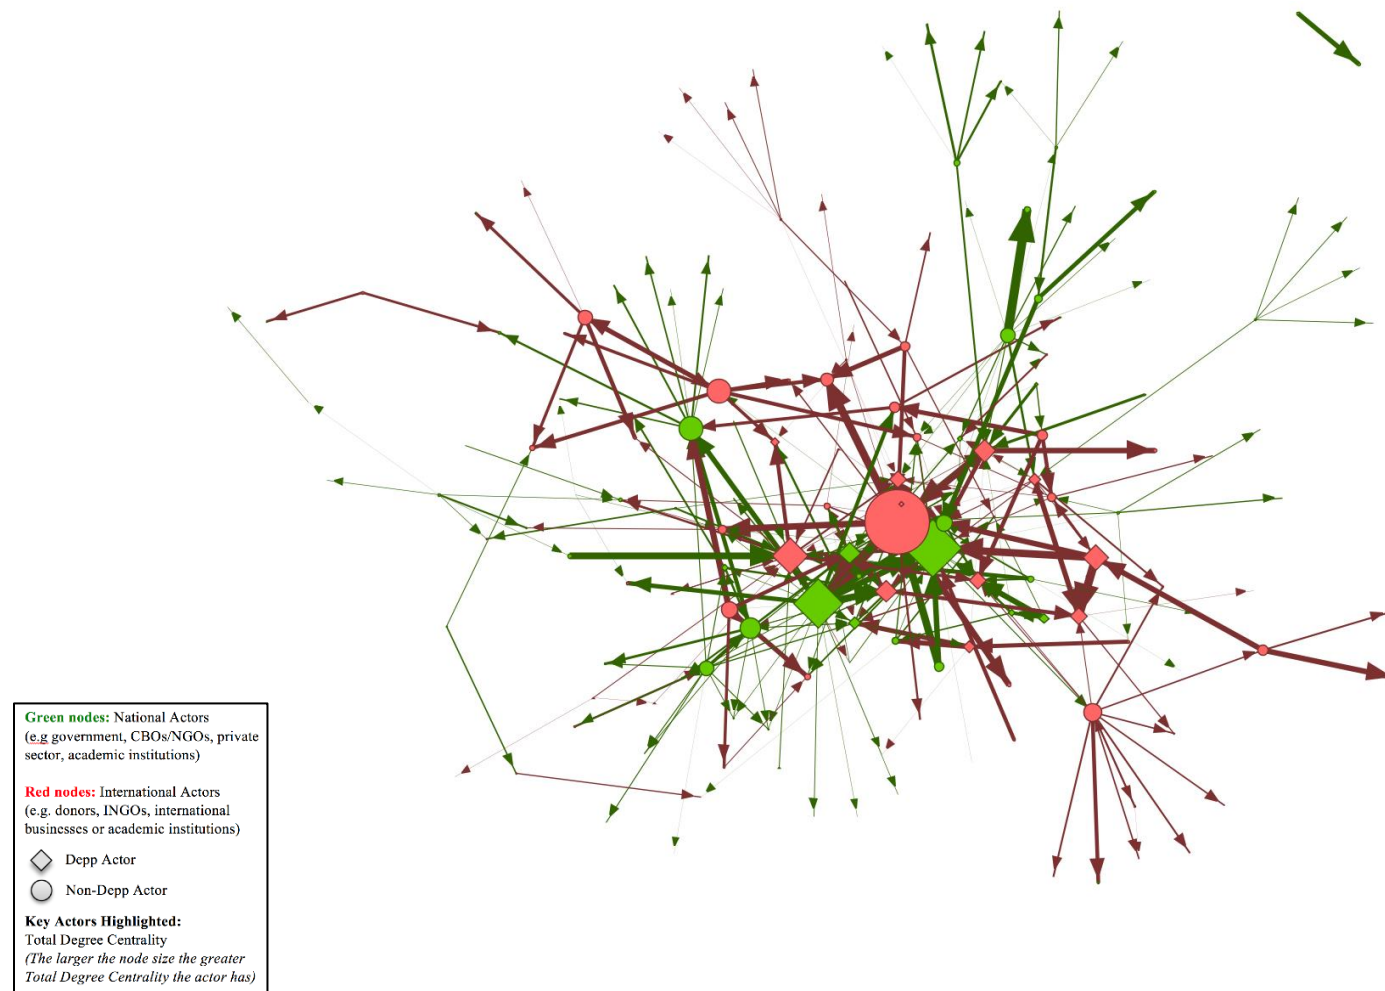 Green nodes: National Actors
(e.g government, CBOs/NGOs, private
sector, academic institutions)
Red nodes: International Actors
(e.g. donors, INGOs, international
businesses or academic institutions)
Depp Actor
Non-Depp Actor
Key Actors Highlighted:
Total Degree Centrality
(The larger the node size the greater
Total Degree Centrality the actor has)